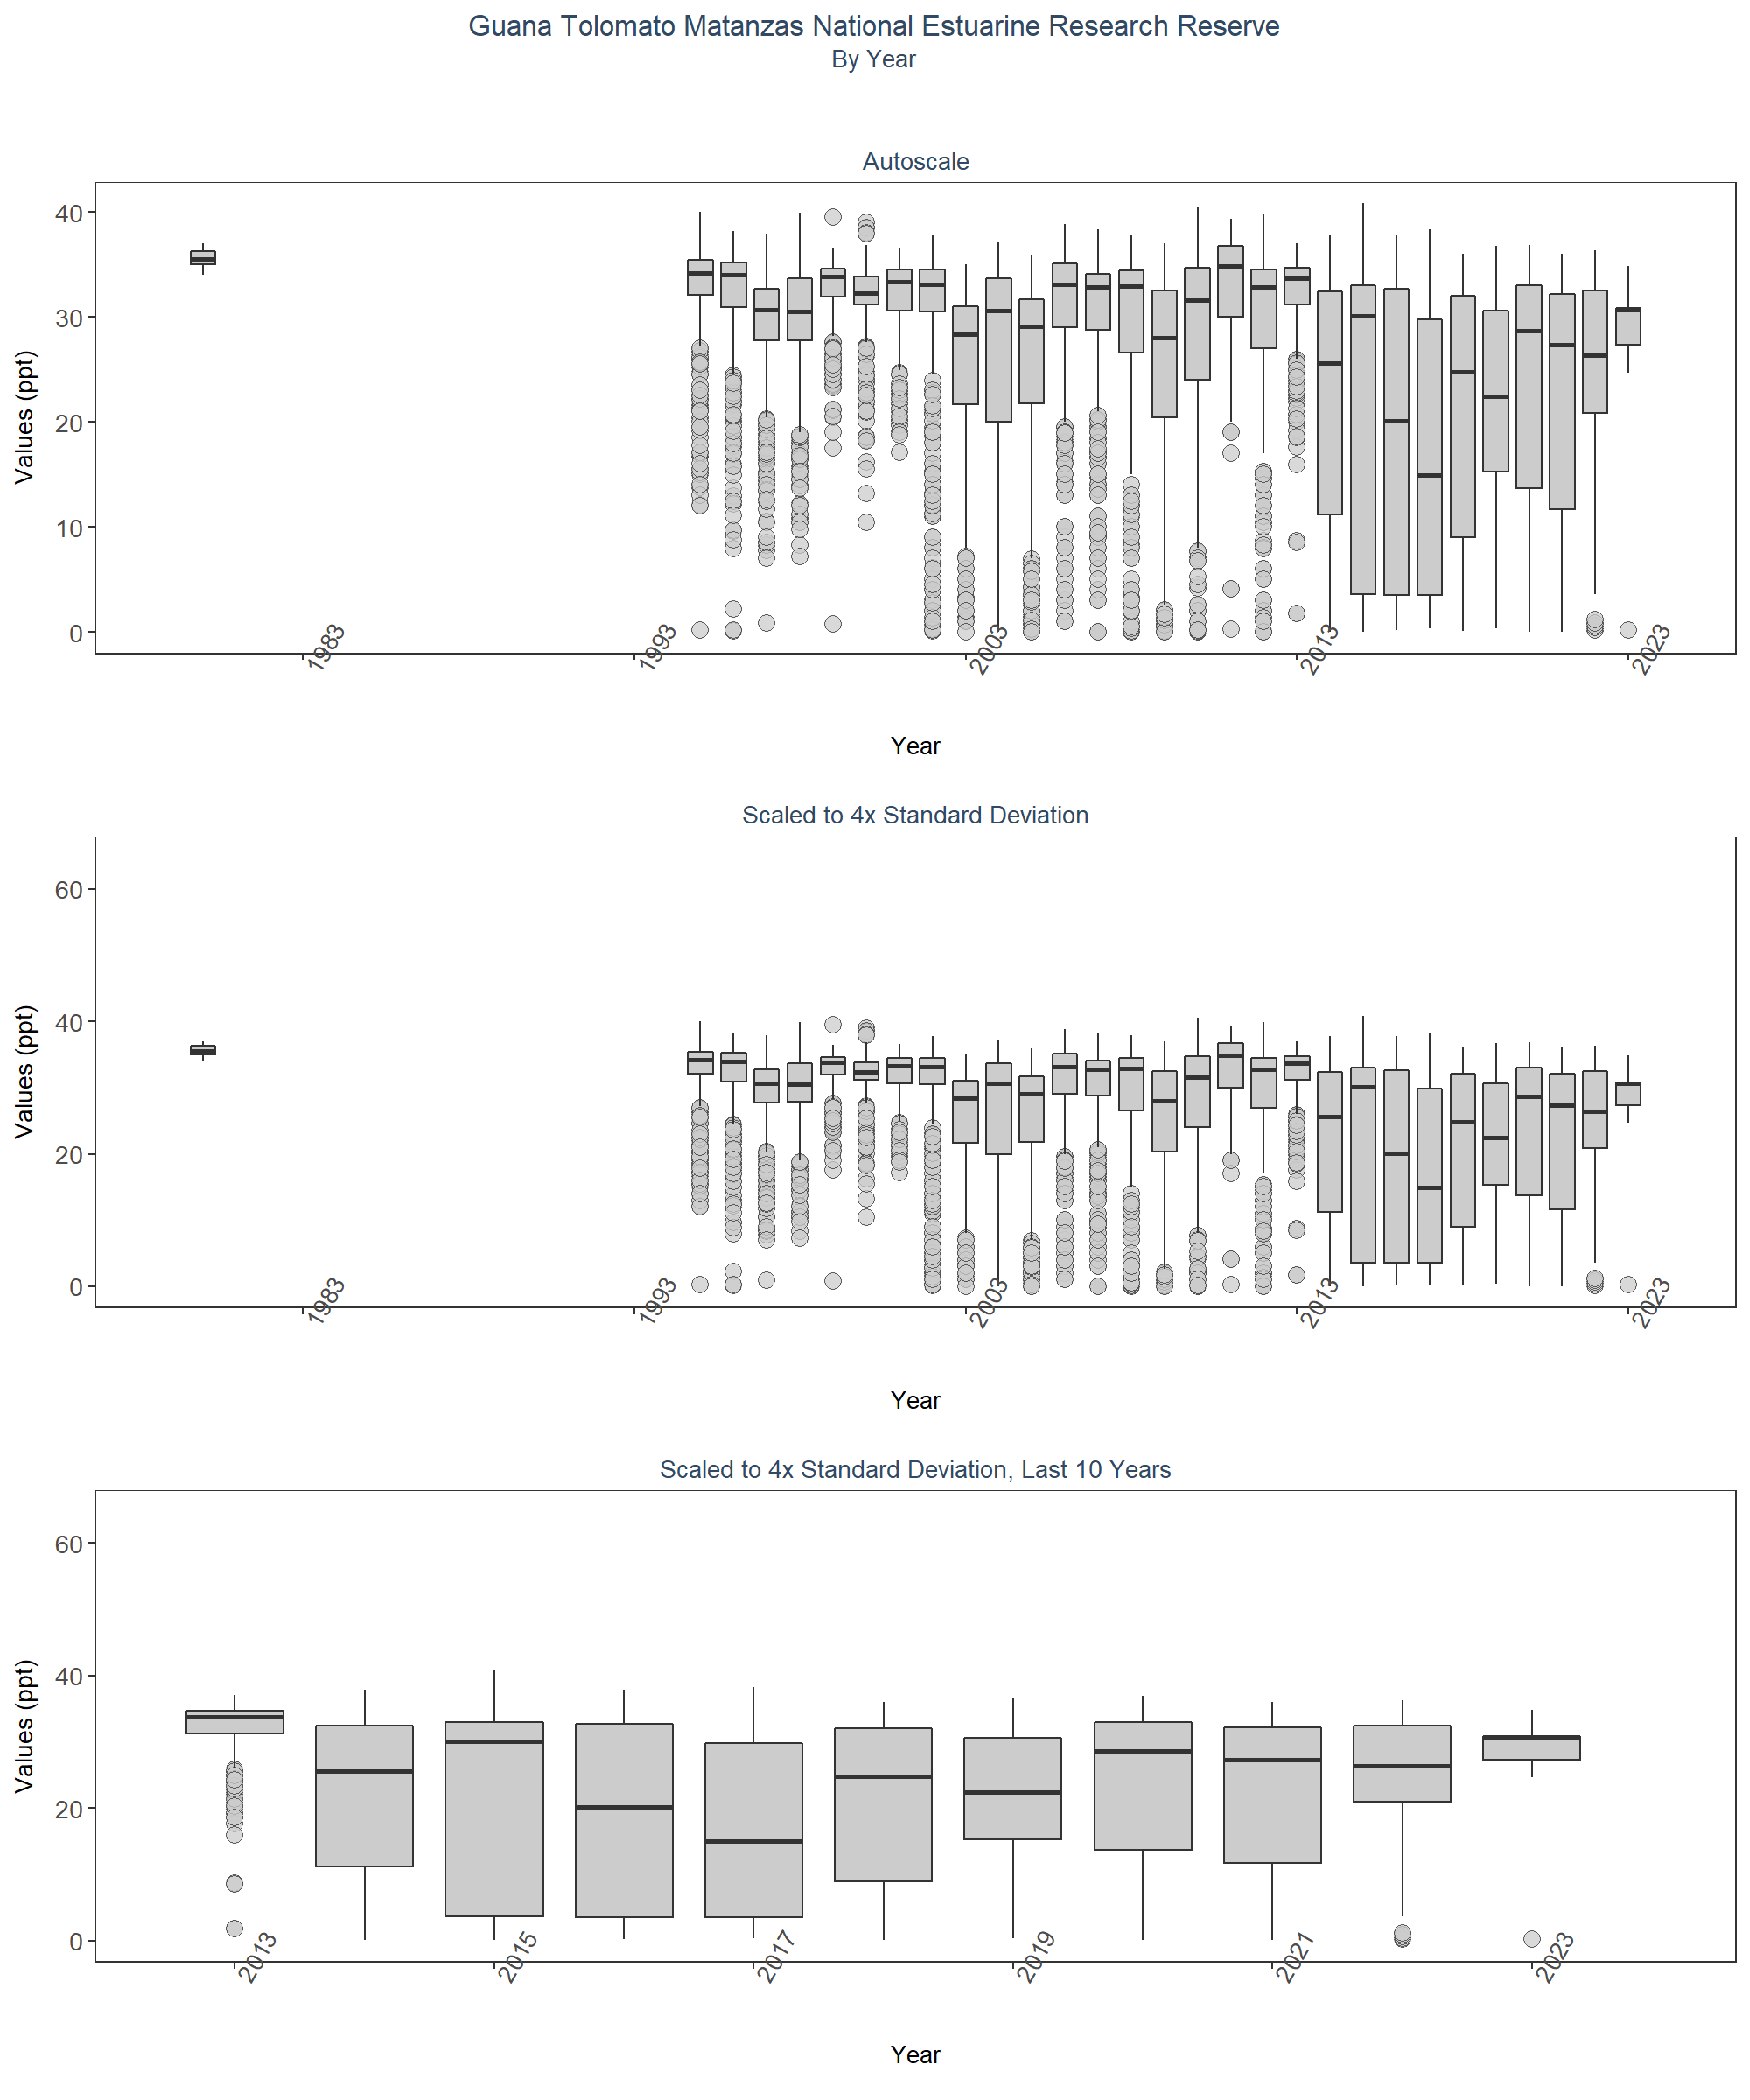 Guana Tolomato Matanzas National Estuarine Research Reserve
By Year
Autoscale
Values (ppt)
40
30
20
10
0
1983
1993
2003
2013
2023
Year
Scaled to 4x Standard Deviation
Values (ppt)
60
40
20
0
1983
1993
2003
2013
2023
Year
Scaled to 4x Standard Deviation, Last 10 Years
Values (ppt)
60
40
20
0
2013
2015
2017
2019
2021
2023
Year